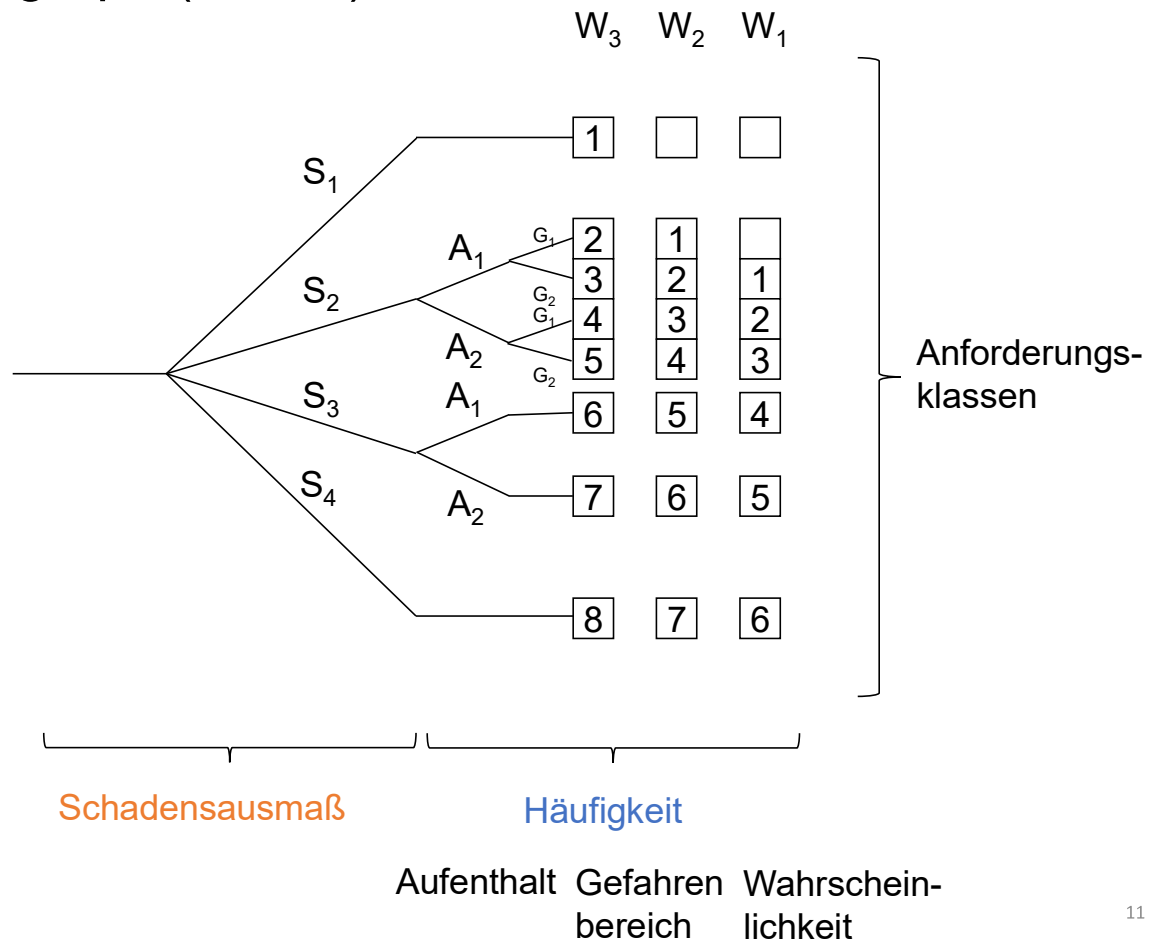 W₃ W₂ W₁
1
S₁
A₁ G₁ 2 1
3 2 1
S₂ G₂
G₁ 4 3 2
A₂ 5 4 3
G₂
Anforderungs-
klassen
S₃ A₁ 6 5 4
S₄ A₂ 7 6 5
8 7 6
Schadensausmaß Häufigkeit
Aufenthalt Gefahren Wahrschein-
bereich lichkeit
11